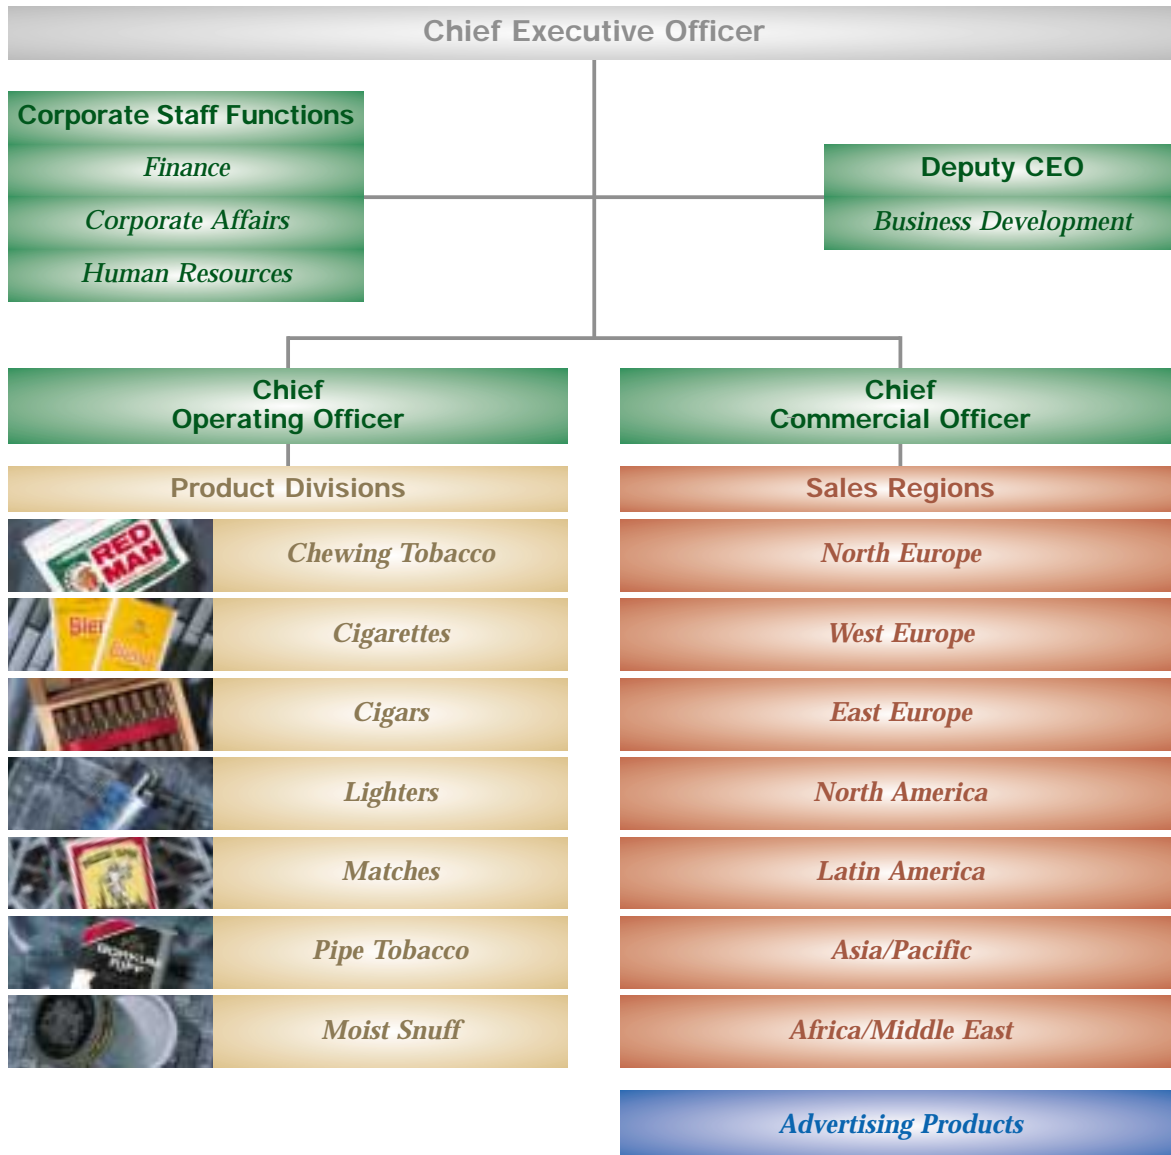 Chief Executive Officer
Corporate Staff Functions
Finance
Corporate Affairs
Human Resources
Deputy CEO
Business Development
Chief
Operating Officer
Product Divisions
RED
MAN
Chewing Tobacco
Cigarettes
Cigars
Lighters
Matches
Pipe Tobacco
Moist Snuff
Chief
Commercial Officer
Sales Regions
North Europe
West Europe
East Europe
North America
Latin America
Asia/Pacific
Africa/Middle East
Advertising Products